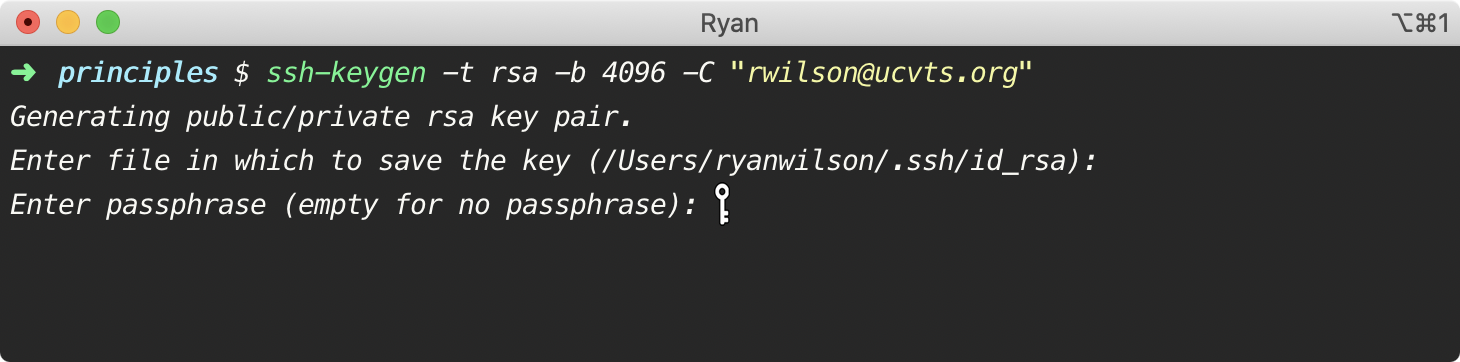 Ryan ⌥⌘1
➜ principles $ ssh-keygen -t rsa -b 4096 -C "rwilson@ucvts.org"
Generating public/private rsa key pair.
Enter file in which to save the key (/Users/ryanwilson/.ssh/id_rsa):
Enter passphrase (empty for no passphrase):